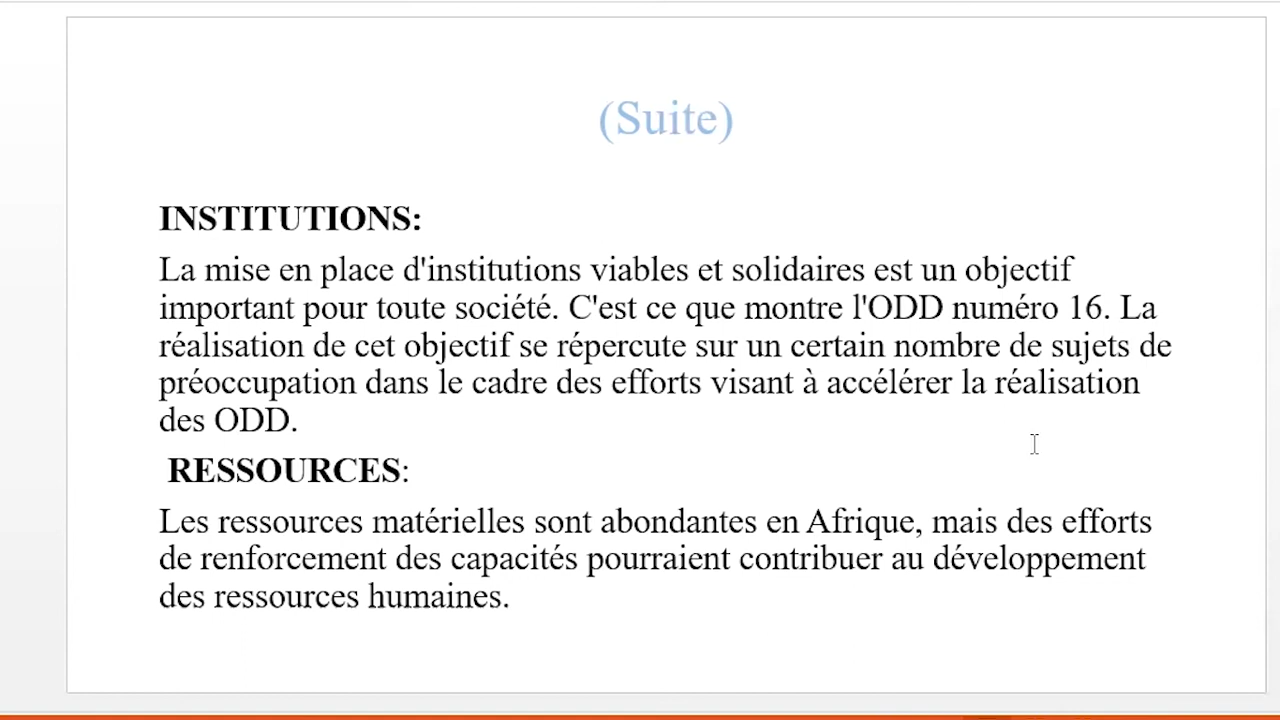 (Suite)
INSTITUTIONS:
La mise en place d'institutions viables et solidaires est un objectif
important pour toute société. C'est ce que montre l'ODD numéro 16. La
réalisation de cet objectif se répercute sur un certain nombre de sujets de
préoccupation dans le cadre des efforts visant à accélérer la réalisation
des ODD.
RESSOURCES:
Les ressources matérielles sont abondantes en Afrique, mais des efforts
de renforcement des capacités pourraient contribuer au développement
des ressources humaines.